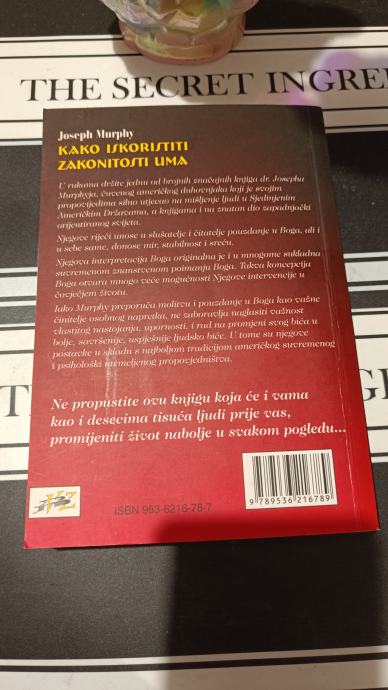 THE SECRET INGRE
Joseph Murphy
KAKO ISKORISTITI
ZAKONITOSTI UMA
U rukama držite jednu od brojnih značajnih knjiga dr. Josepha
Murphyja, čuvenog američkog duhovnjaka koji je svojim
propovijedima silno utjecao na mišljenje ljudi u Sjedinjenim
Američkim Državama, a knjigama i na znatan dio zapadnjački
orijentiranog svijeta.
Njegove riječi unose u slušatelje i čitatelje pouzdanje u Boga, ali i
u sebe same, donose mir, stabilnost i sreću.
Njegova interpretacija Boga originalna je i u mnogome sukladna
suvremenom znanstvenom poimanju Boga. Takva koncepcija
Boga otvara mnogo veće mogućnosti Njegove intervencije u
čovječjem životu.
Iako Murphy preporuča molitvu i pouzdanje u Boga kao važne
činitelje osobnog napretka, ne zaboravlja naglasiti važnost
vlastitog nastojanja, upornosti, i rad na promjeni svog bića u
bolje, savršenije, uspješnije ljudsko biće. U tome su njegove
postavke u skladu s najboljom tradicijom američkog suvremenog
i psihološki utemeljenog propovjedništva.
Ne propustite ovu knjigu koja će i vama
kao i desecima tisuća ljudi prije vas,
promijeniti život nabolje u svakom pogledu...
VZ
ISBN 953-6216-78-7
9 789536 216789